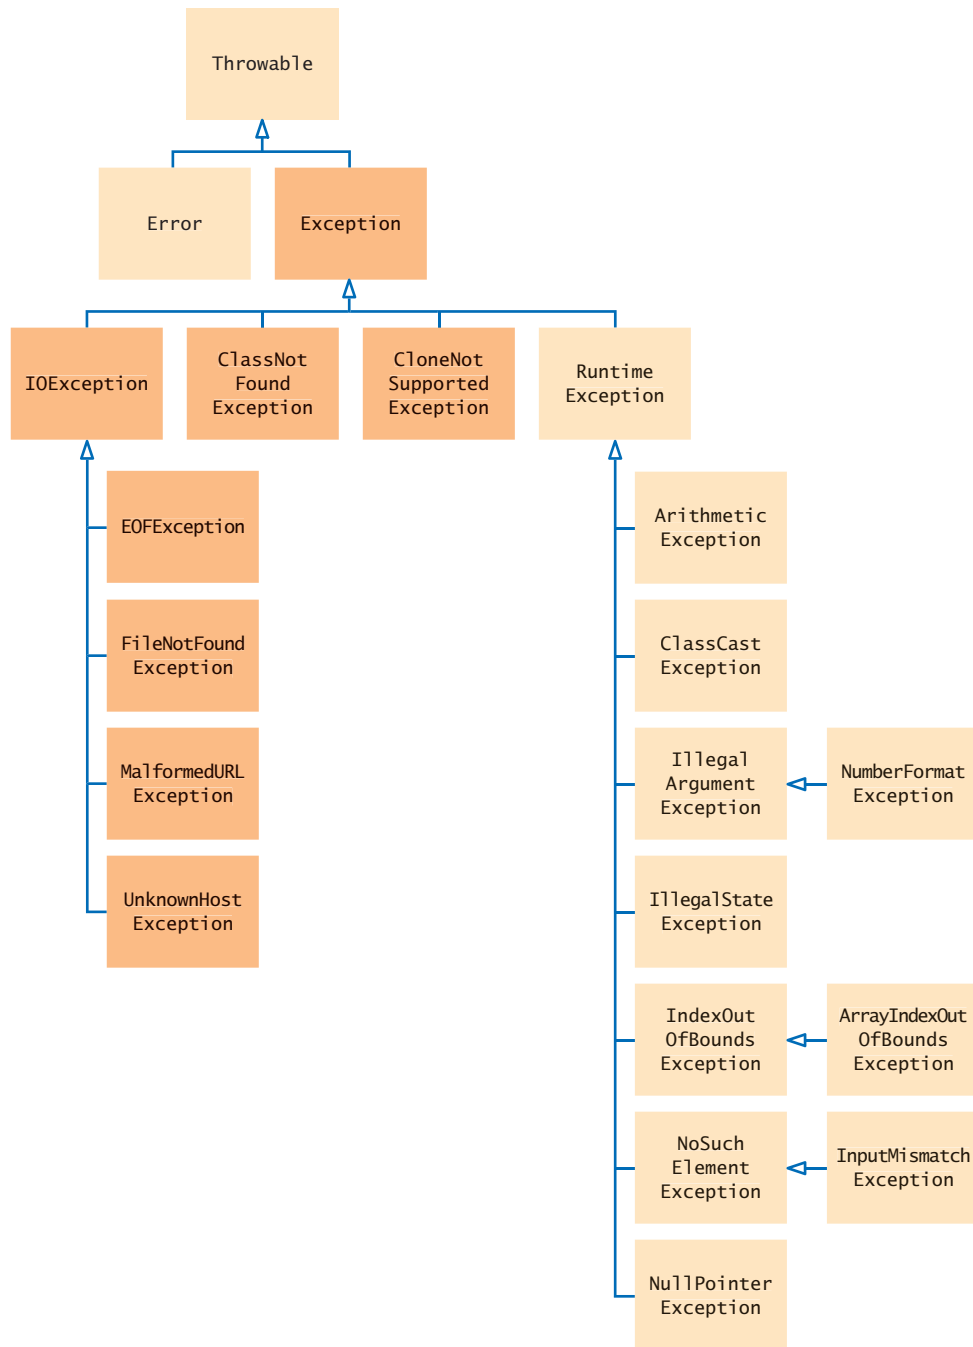 Throwable
Error
Exception
IOException
ClassNot
Found
Exception
CloneNot
Supported
Exception
Runtime
Exception
EOFException
FileNotFound
Exception
MalformedURL
Exception
UnknownHost
Exception
Arithmetic
Exception
ClassCast
Exception
Illegal
Argument
Exception
NumberFormat
Exception
IllegalState
Exception
IndexOut
OfBounds
Exception
ArrayIndexOut
OfBounds
Exception
NoSuch
Element
Exception
InputMismatch
Exception
NullPointer
Exception